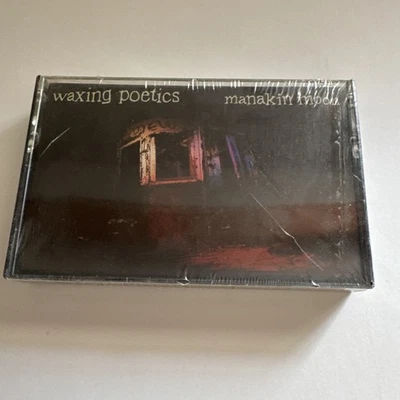 waxing poetics
manakin moon